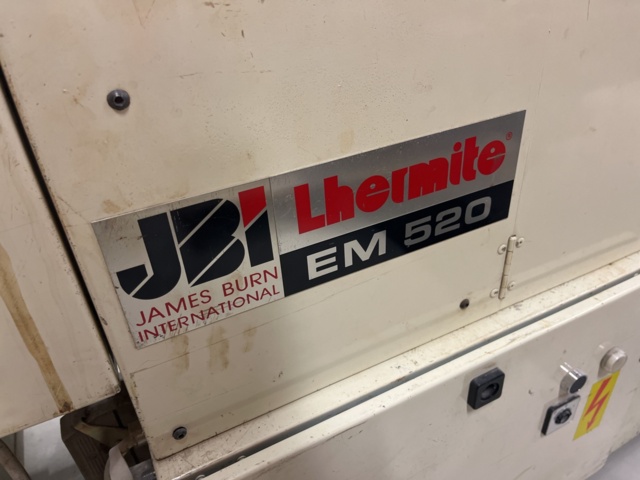 JBI
JAMES BURN
INTERNATIONAL
Lhermite®
EM 520